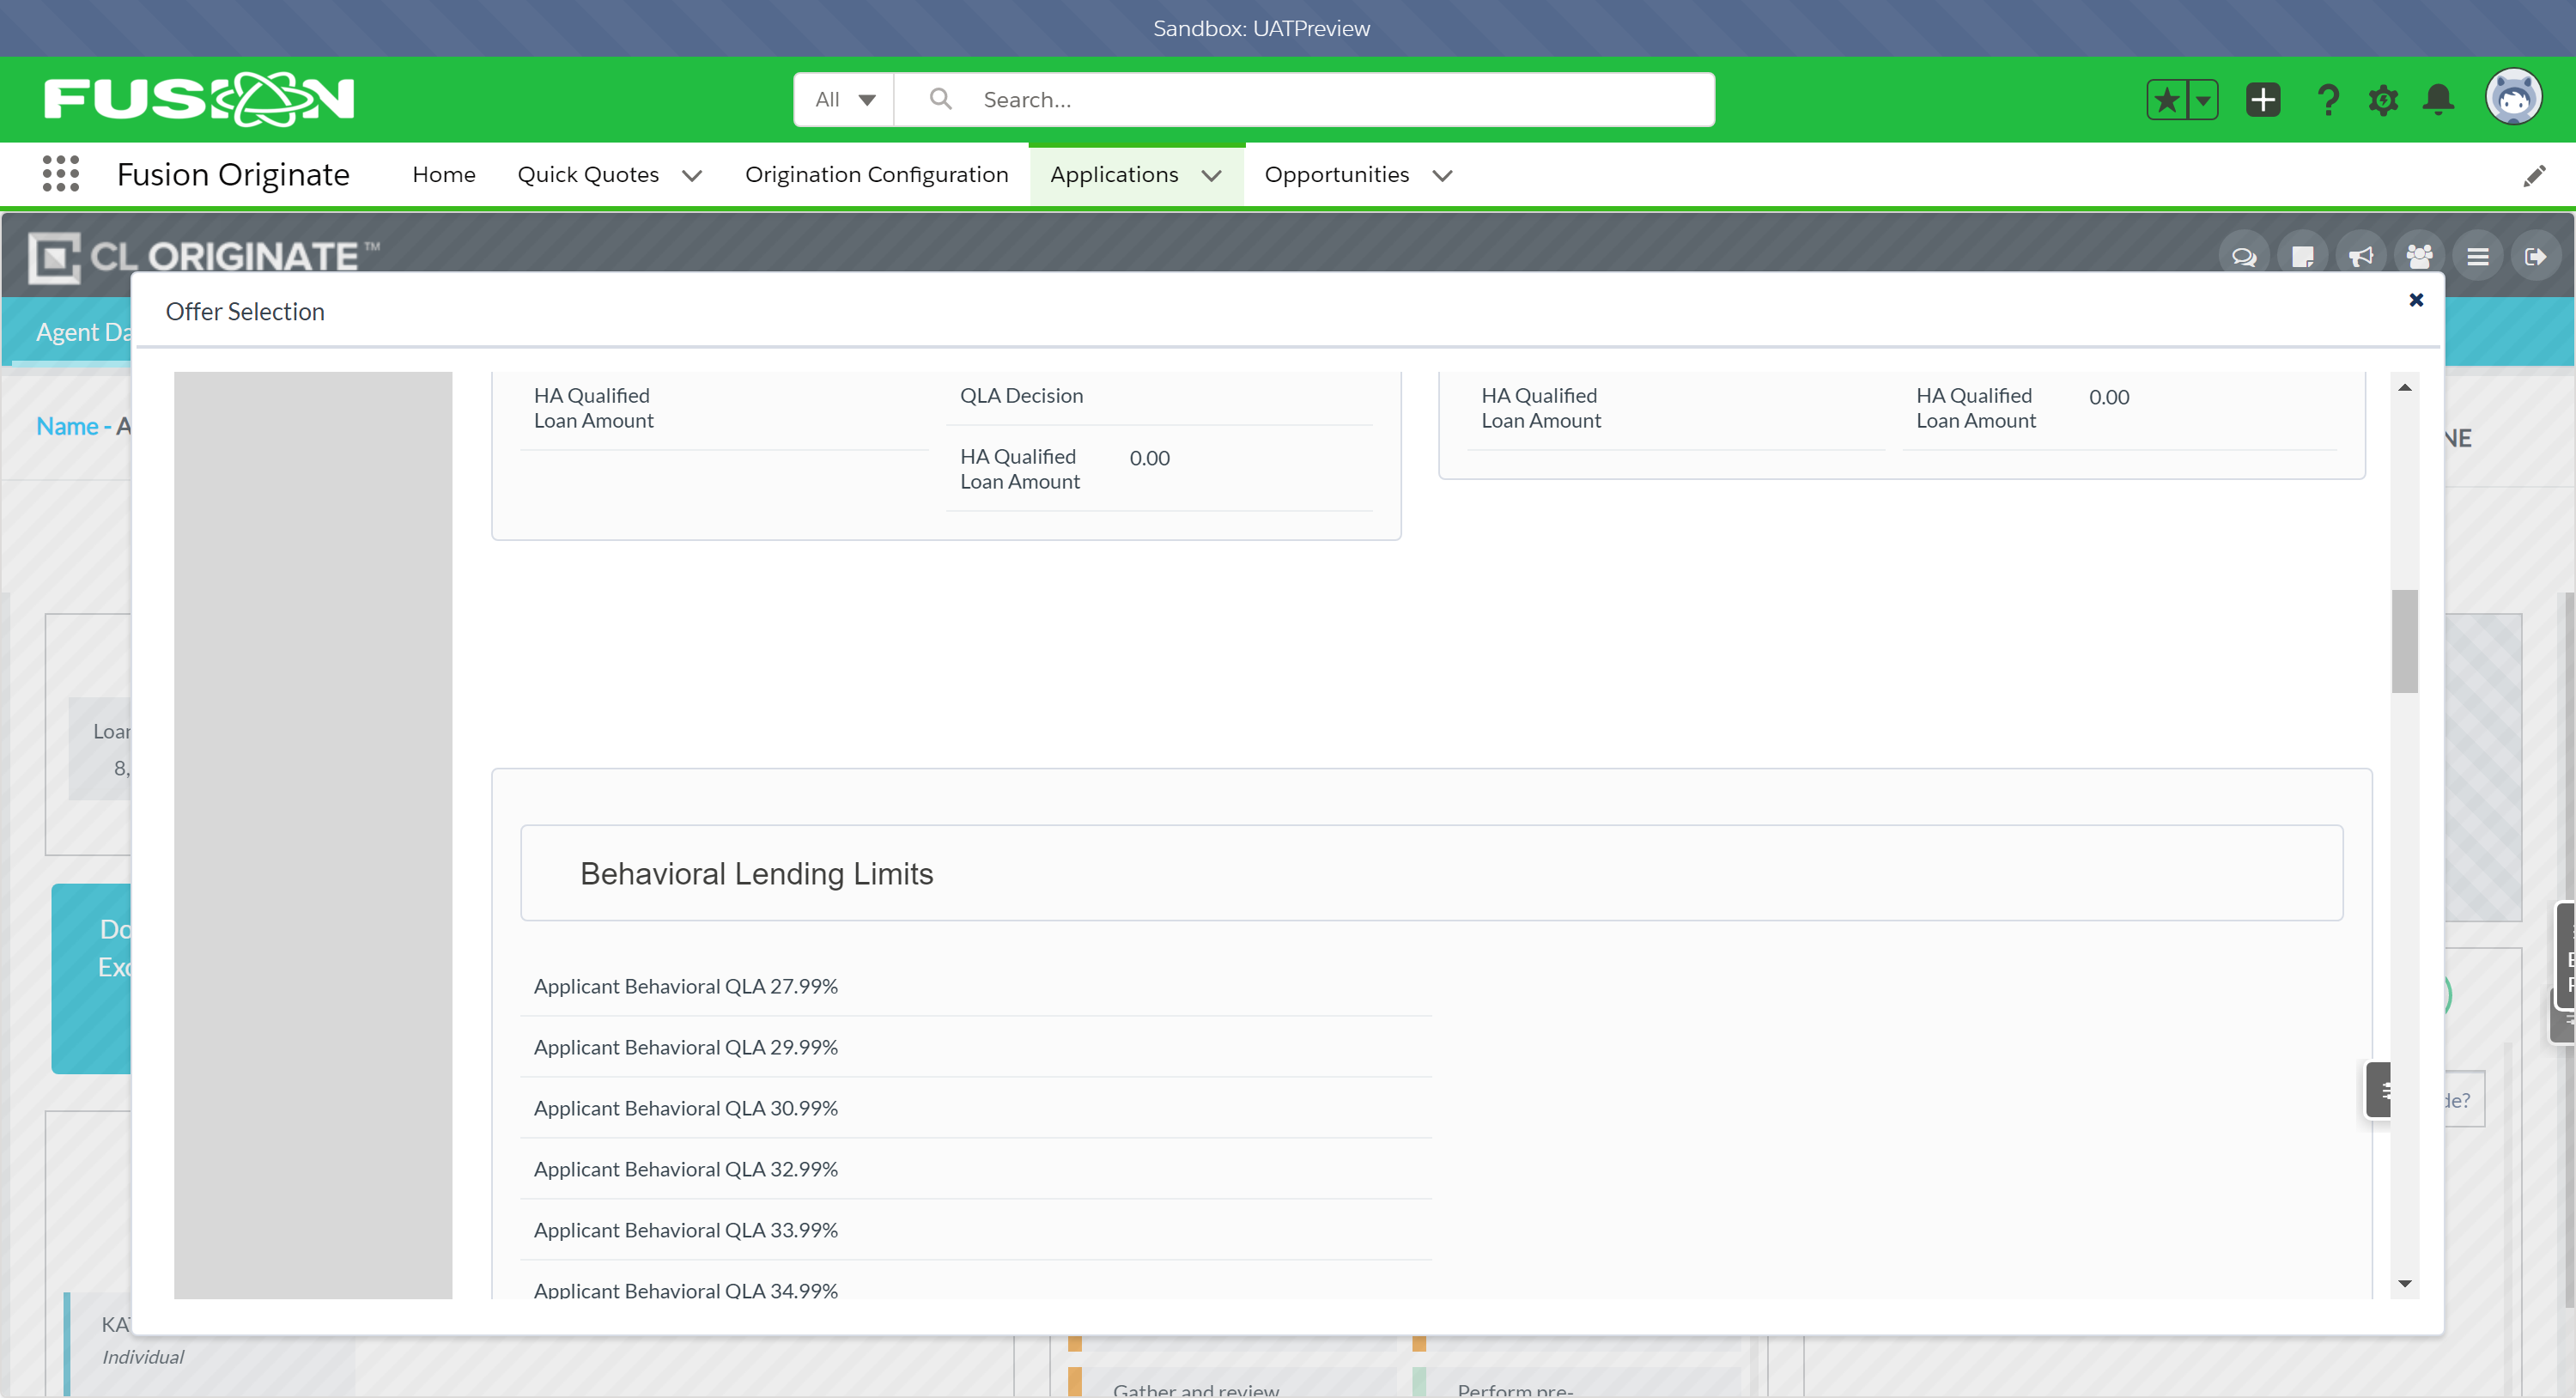 Sandbox: UATPreview
FUSION
All
Search...
Fusion Originate
Home
Quick Quotes
Origination Configuration
Applications
Opportunities
CL ORIGINATE™
Agent Da
Offer Selection
Name - A
NE
HA Qualified
Loan Amount
QLA Decision
HA Qualified
Loan Amount
0.00
HA Qualified
Loan Amount
HA Qualified
Loan Amount
0.00
Loan
8,
Do
Exc
Behavioral Lending Limits
Applicant Behavioral QLA 27.99%
Applicant Behavioral QLA 29.99%
Applicant Behavioral QLA 30.99%
Applicant Behavioral QLA 32.99%
Applicant Behavioral QLA 33.99%
Applicant Behavioral QLA 34.99%
de?
KAT
Individual
Gather and review
Perform pre-